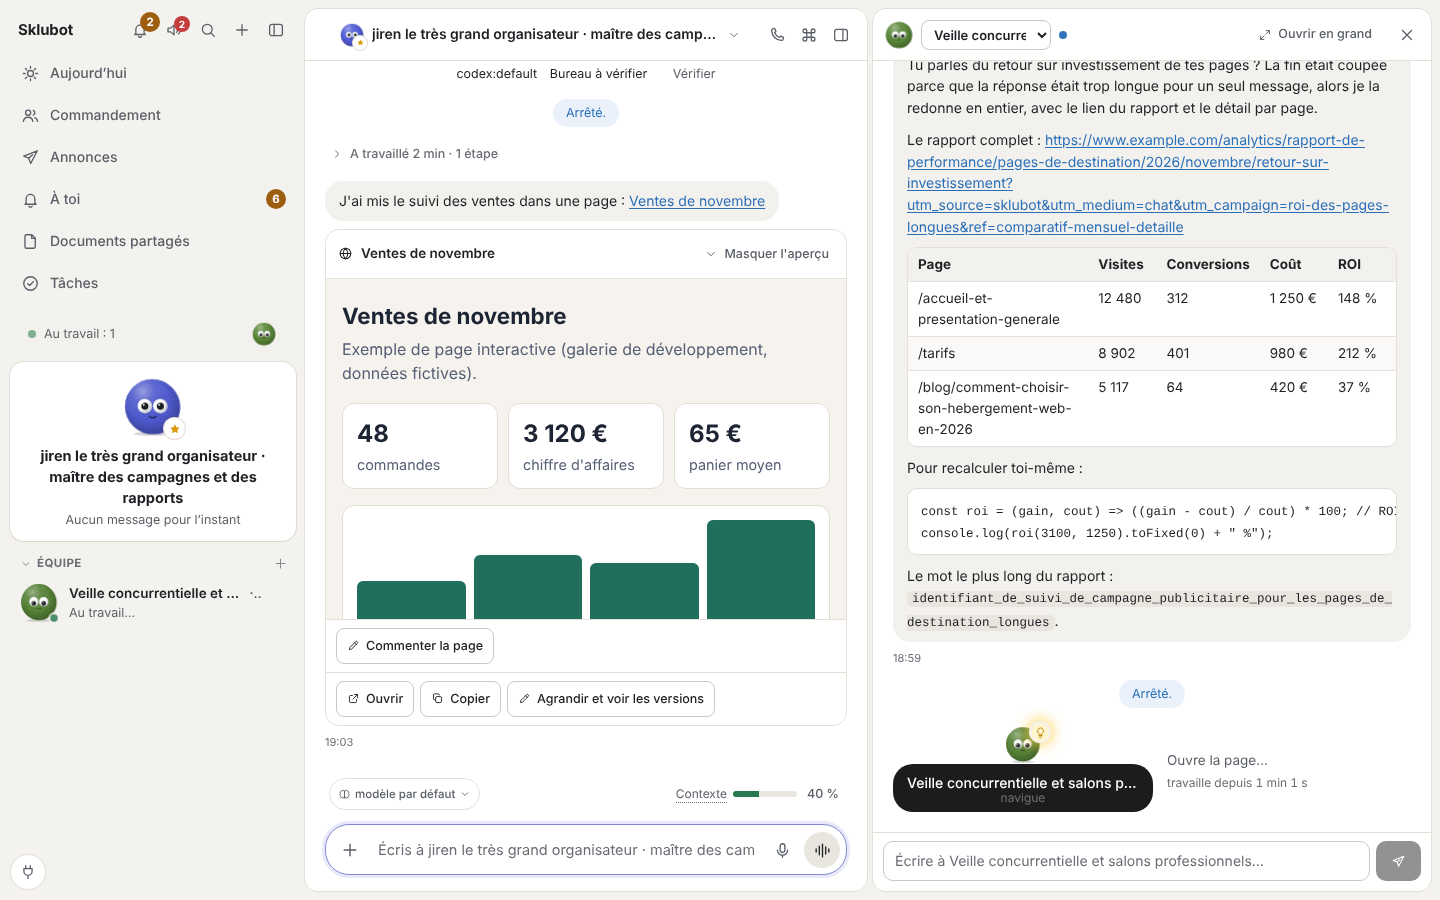 Sklubot
2
2
Aujourd'hui
Commandement
Annonces
À toi
6
Documents partagés
Tâches
Au travail : 1
jiren le très grand organisateur ·
maître des campagnes et des
rapports
Aucun message pour l'instant
ÉQUIPE
Veille concurrentielle et ... ·..
Au travail...
jiren le très grand organisateur · maître des camp...
codex:default Bureau à vérifier Vérifier
Arrêté.
A travaillé 2 min · 1 étape
J'ai mis le suivi des ventes dans une page : Ventes de novembre
Ventes de novembre
Masquer l'aperçu
Ventes de novembre
Exemple de page interactive (galerie de développement,
données fictives).
48
commandes
3 120 €
chiffre d'affaires
65 €
panier moyen
Commenter la page
Ouvrir
Copier
Agrandir et voir les versions
19:03
modèle par défaut
Contexte
40 %
Écris à jiren le très grand organisateur · maître des cam
Veille concurre
Ouvrir en grand
Tu parles du retour sur investissement de tes pages ? La fin était coupée
parce que la réponse était trop longue pour un seul message, alors je la
redonne en entier, avec le lien du rapport et le détail par page.
Le rapport complet : https://www.example.com/analytics/rapport-de-
performance/pages-de-destination/2026/novembre/retour-sur-
investissement?
utm_source=sklubot&utm_medium=chat&utm_campaign=roi-des-pages-
longues&ref=comparatif-mensuel-detaille
Page Visites Conversions Coût ROI
/accueil-et-
presentation-generale
12 480 312 1 250 € 148 %
/tarifs 8 902 401 980 € 212 %
/blog/comment-choisir-
son-hebergement-web-
en-2026
5 117 64 420 € 37 %
Pour recalculer toi-même :
const roi = (gain, cout) => ((gain - cout) / cout) * 100; // ROI
console.log(roi(3100, 1250).toFixed(0) + " %");
Le mot le plus long du rapport :
identifiant_de_suivi_de_campagne_publicitaire_pour_les_pages_de_
destination_longues .
18:59
Arrêté.
Veille concurrentielle et salons p...
navigue
Ouvre la page...
travaille depuis 1 min 1 s
Écrire à Veille concurrentielle et salons professionnels...